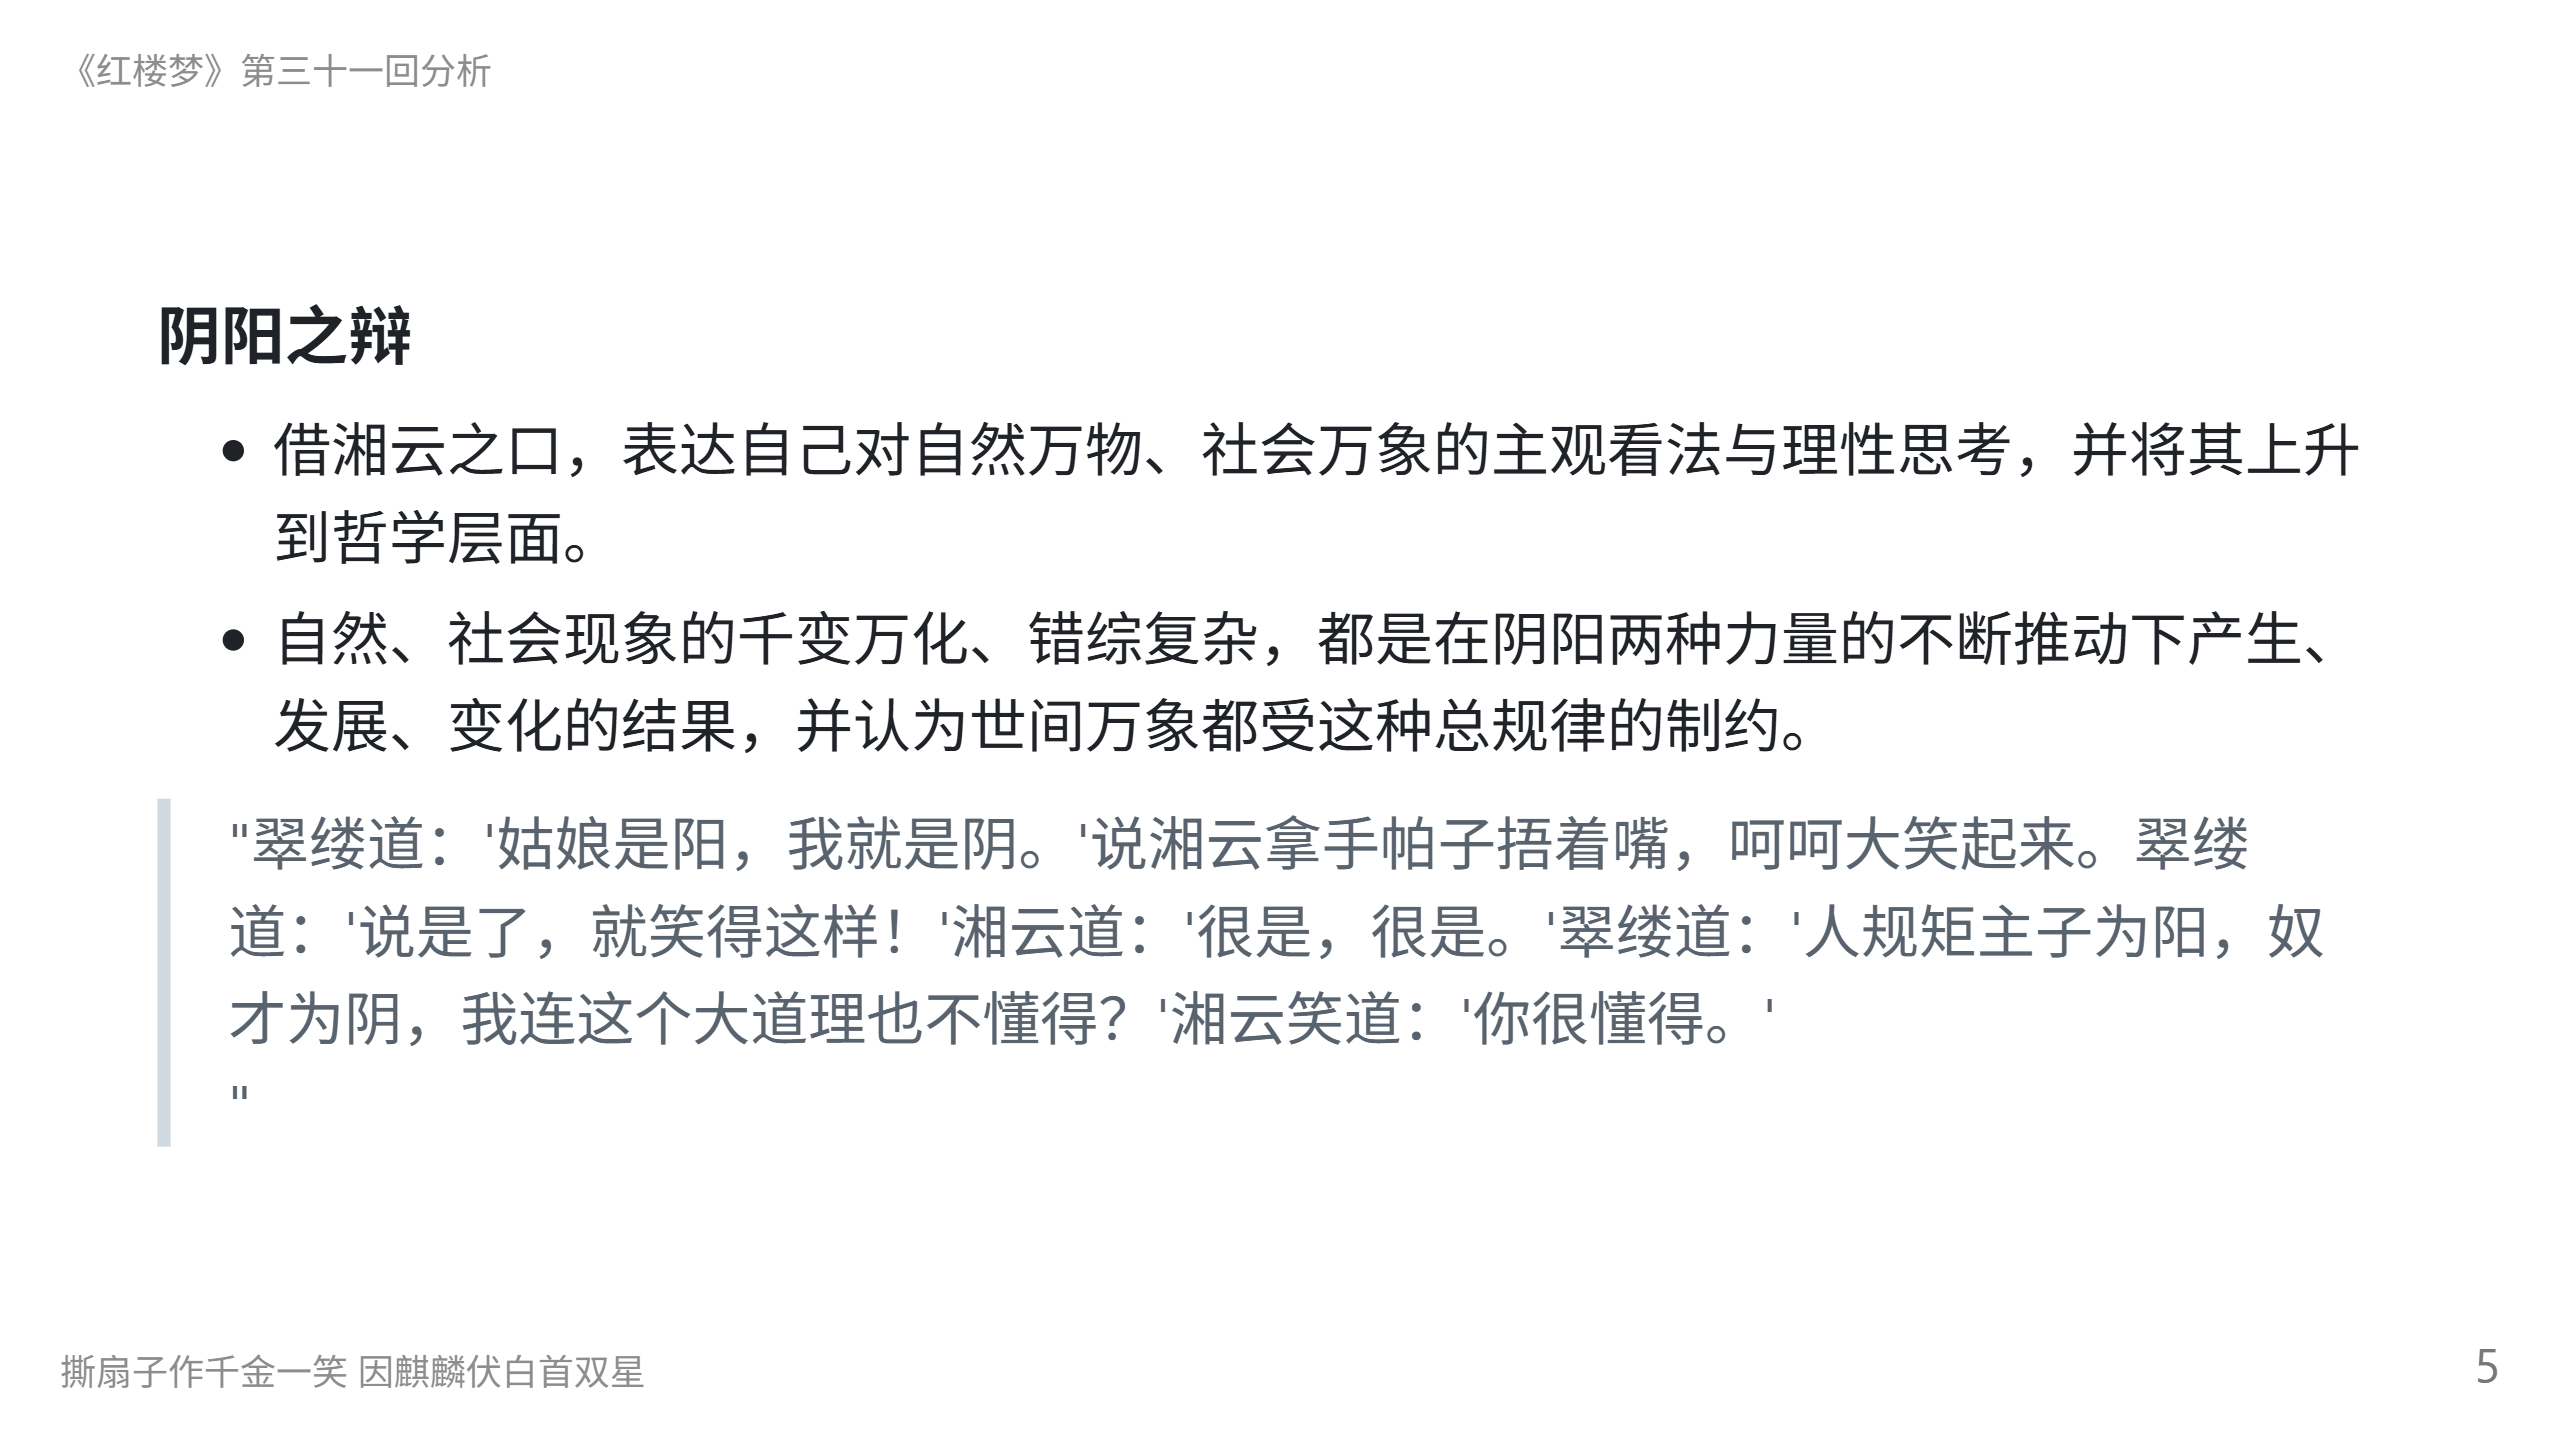 《红楼梦》第三十一回分析
阴阳之辩
• 借湘云之口，表达自己对自然万物、社会万象的主观看法与理性思考，并将其上升
到哲学层面。
• 自然、社会现象的千变万化、错综复杂，都是在阴阳两种力量的不断推动下产生、
发展、变化的结果，并认为世间万象都受这种总规律的制约。
"翠缕道：'姑娘是阳，我就是阴。'说湘云拿手帕子捂着嘴，呵呵大笑起来。翠缕
道：'说是了，就笑得这样！'湘云道：'很是，很是。'翠缕道：'人规矩主子为阳，奴
才为阴，我连这个大道理也不懂得？'湘云笑道：'你很懂得。'
"
撕扇子作千金一笑 因麒麟伏白首双星
5